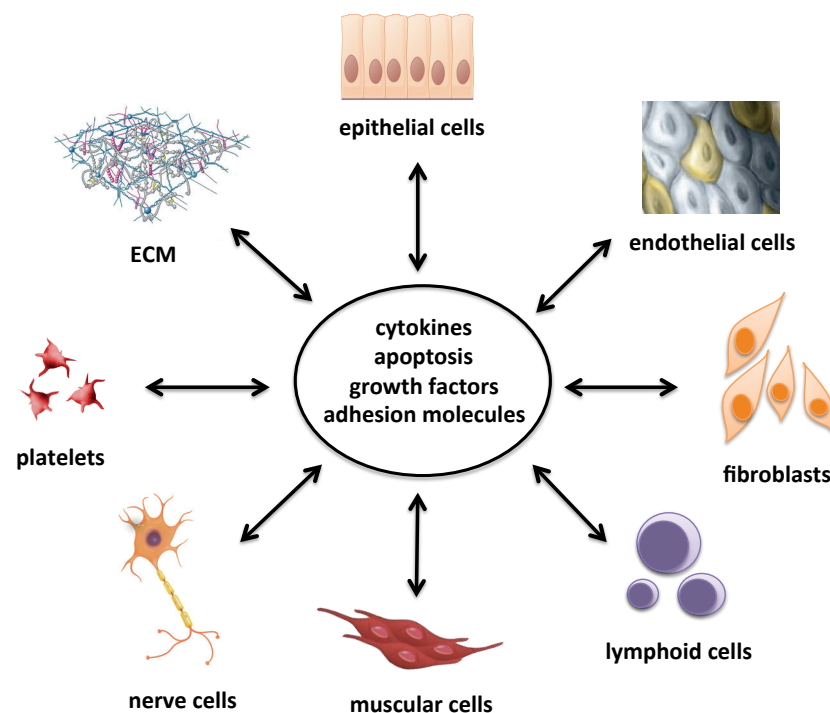 epithelial cells
ECM
endothelial cells
cytokines
apoptosis
growth factors
adhesion molecules
platelets
fibroblasts
nerve cells
muscular cells
lymphoid cells